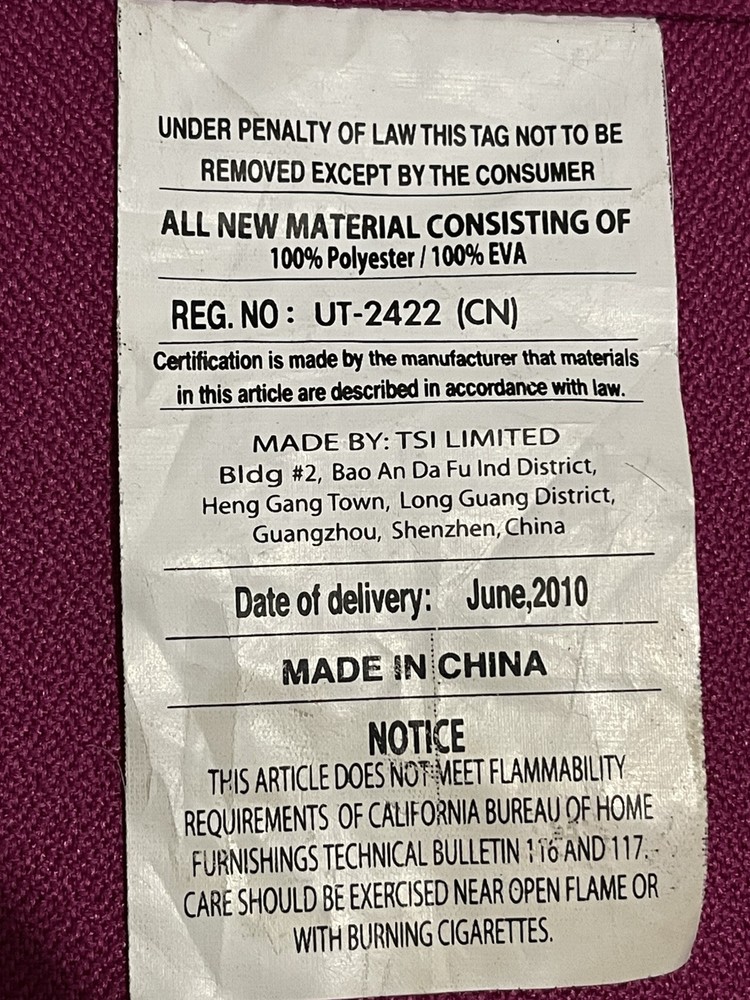 UNDER PENALTY OF LAW THIS TAG NOT TO BE
REMOVED EXCEPT BY THE CONSUMER
ALL NEW MATERIAL CONSISTING OF
100% Polyester / 100% EVA
REG. NO : UT-2422 (CN)
Certification is made by the manufacturer that materials
in this article are described in accordance with law.
MADE BY: TSI LIMITED
Bldg #2, Bao An Da Fu Ind District,
Heng Gang Town, Long Guang District,
Guangzhou, Shenzhen, China
Date of delivery: June,2010
MADE IN CHINA
NOTICE
THIS ARTICLE DOES NOT MEET FLAMMABILITY
REQUIREMENTS OF CALIFORNIA BUREAU OF HOME
FURNISHINGS TECHNICAL BULLETIN 116 AND 117.
CARE SHOULD BE EXERCISED NEAR OPEN FLAME OR
WITH BURNING CIGARETTES.